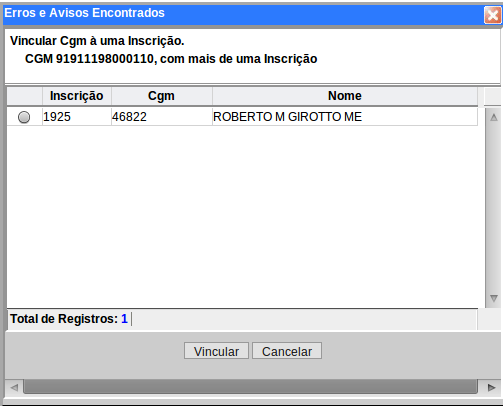 Erros e Avisos Encontrados
Vincular Cgm à uma Inscrição.
CGM 91911198000110, com mais de uma Inscrição
Inscrição Cgm Nome
1925 46822 ROBERTO M GIROTTO ME
Total de Registros: 1
Vincular Cancelar